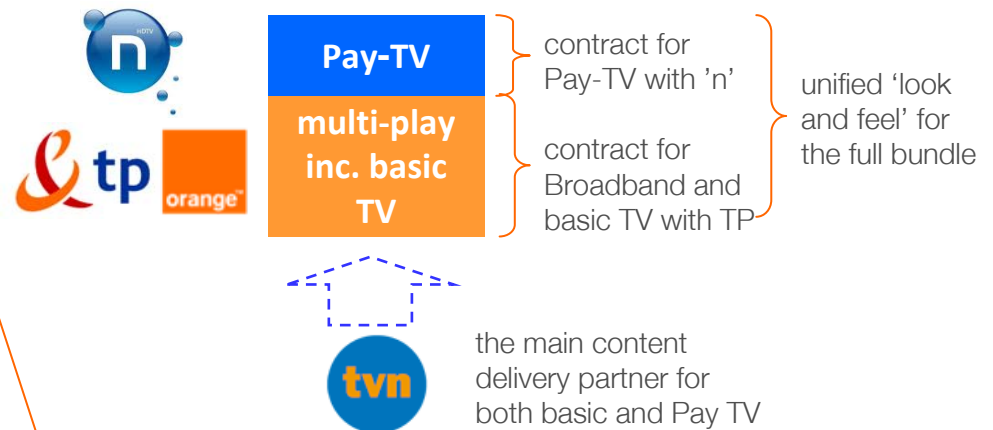 n
HDTV
Pay-TV
contract for
Pay-TV with ’n’
unified ‘look
and feel’ for
the full bundle
& tp
orange™
multi-play
inc. basic
TV
contract for
Broadband and
basic TV with TP
tvn
the main content
delivery partner for
both basic and Pay TV